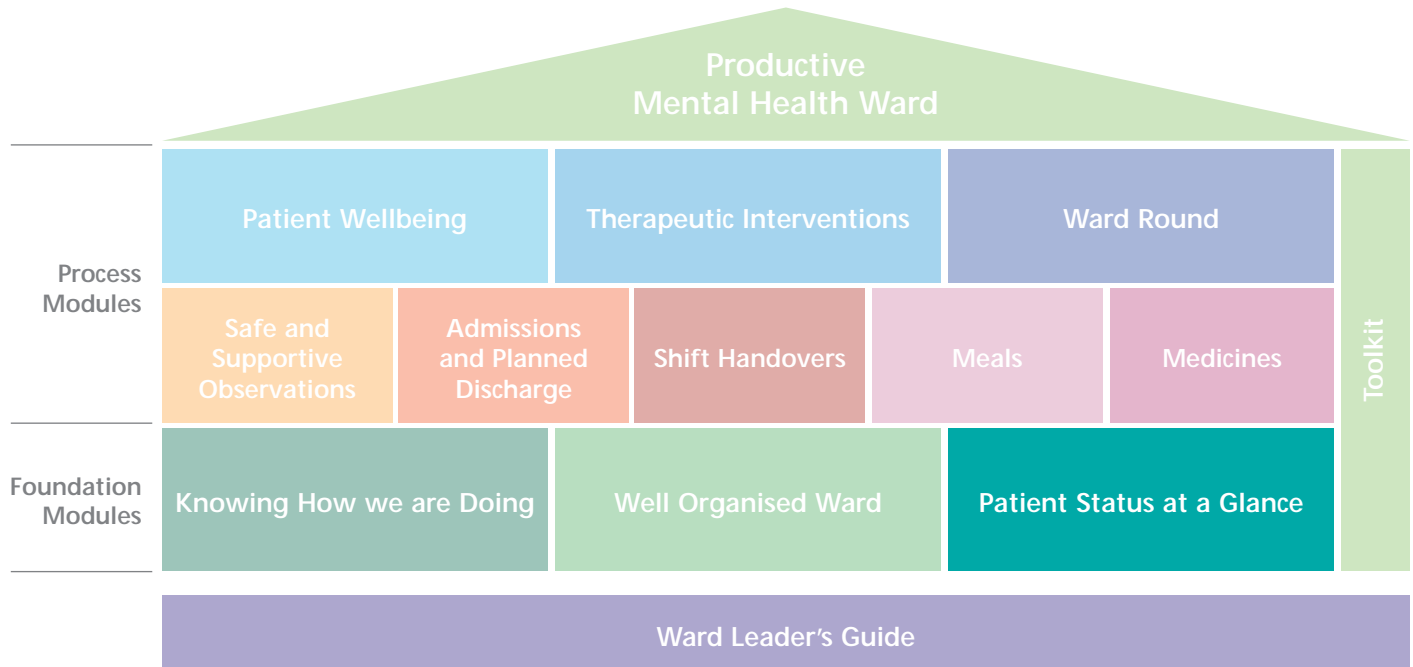 Productive
Mental Health Ward
Process
Modules
Patient Wellbeing
Therapeutic Interventions
Ward Round
Safe and
Supportive
Observations
Admissions
and Planned
Discharge
Shift Handovers
Meals
Medicines
Toolkit
Foundation
Modules
Knowing How we are Doing
Well Organised Ward
Patient Status at a Glance
Ward Leader's Guide